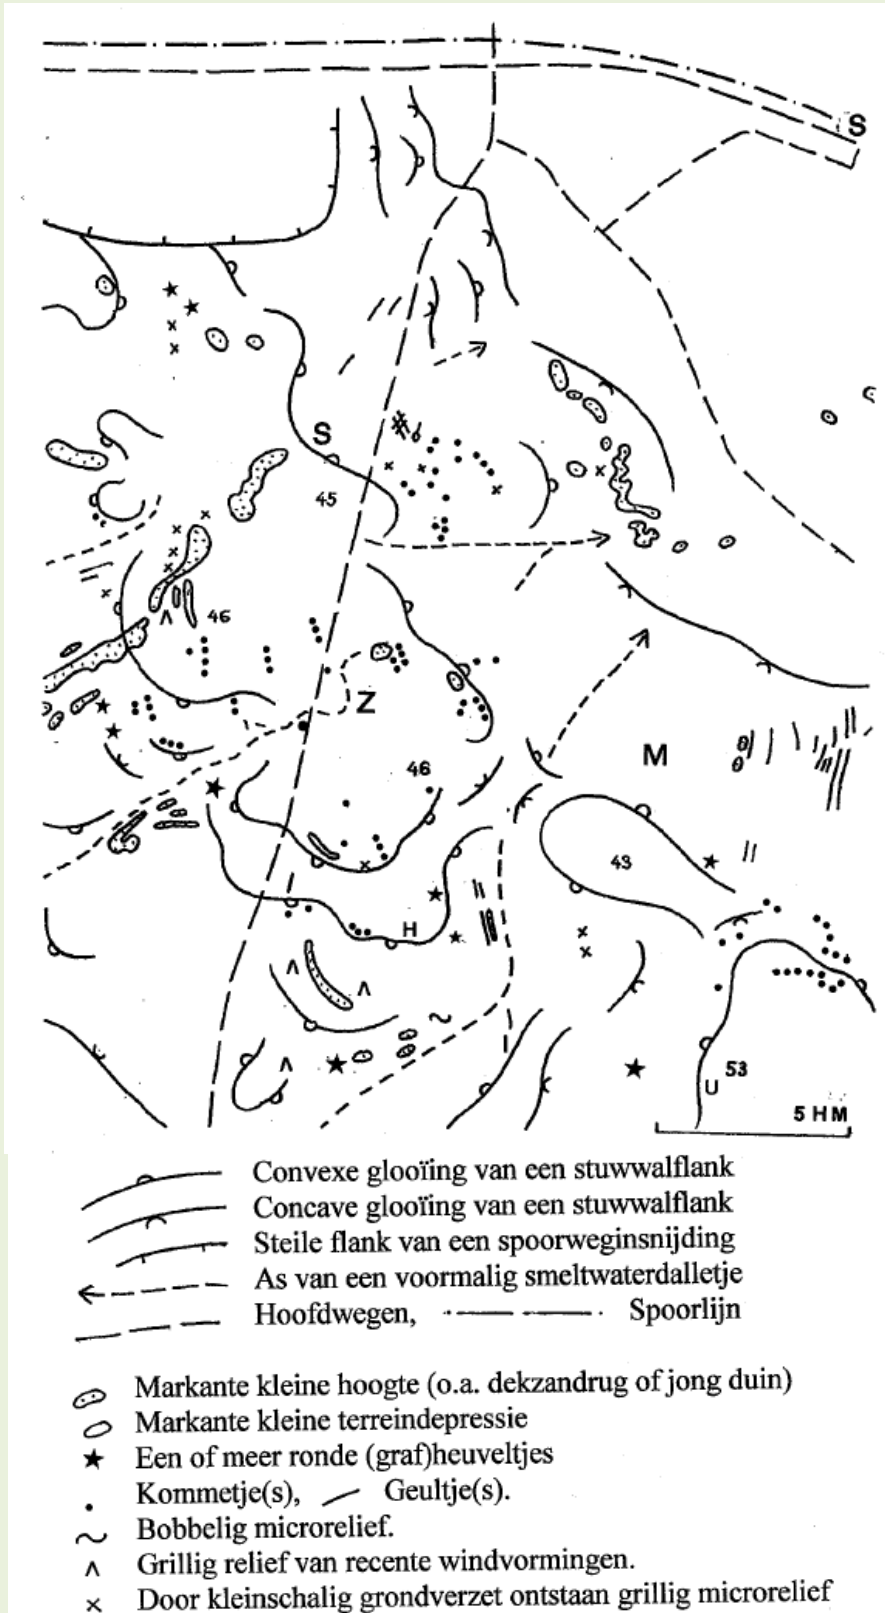 S
S
45
46
Z
46
M
43
H
53
U
5 HM
Convexe glooïing van een stuwwalflank
Concave glooïing van een stuwwalflank
Steile flank van een spoorweginsnijding
As van een voormalig smeltwaterdalletje
Hoofdwegen, Spoorlijn
Markante kleine hoogte (o.a. dekzandrug of jong duin)
Markante kleine terreindepressie
Een of meer ronde (graf)heuveltjes
Kommetje(s), Geultje(s).
Bobbelig microrelief.
Grillig relief van recente windvormingen.
Door kleinschalig grondverzet ontstaan grillig microrelief